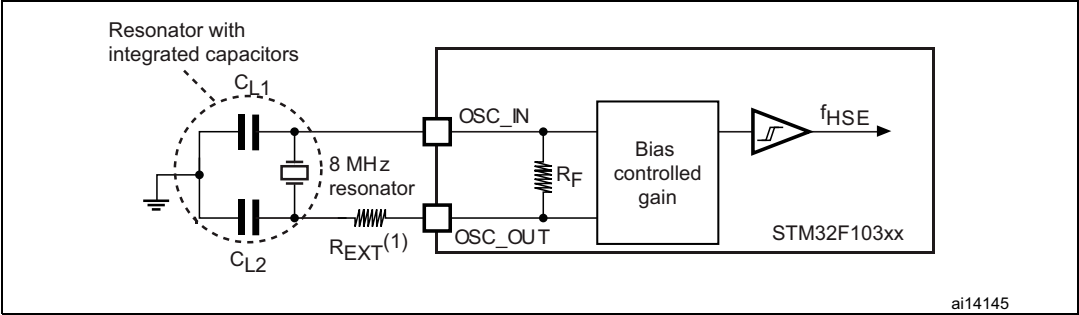 Resonator with
integrated capacitors
CL1
OSC_IN
fHSE
8 MHz
resonator
RF
Bias
controlled
gain
REXT(1)
OSC_OUT
STM32F103xx
CL2
ai14145